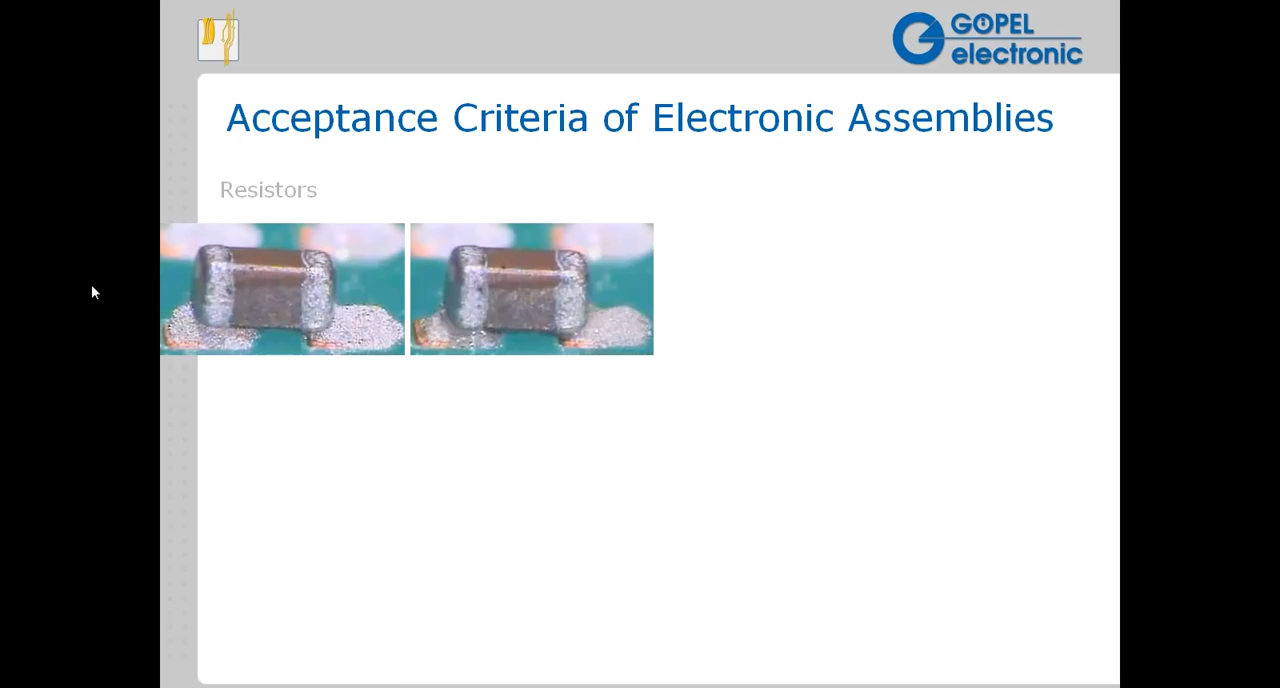 GÖPEL
electronic
Acceptance Criteria of Electronic Assemblies
Resistors